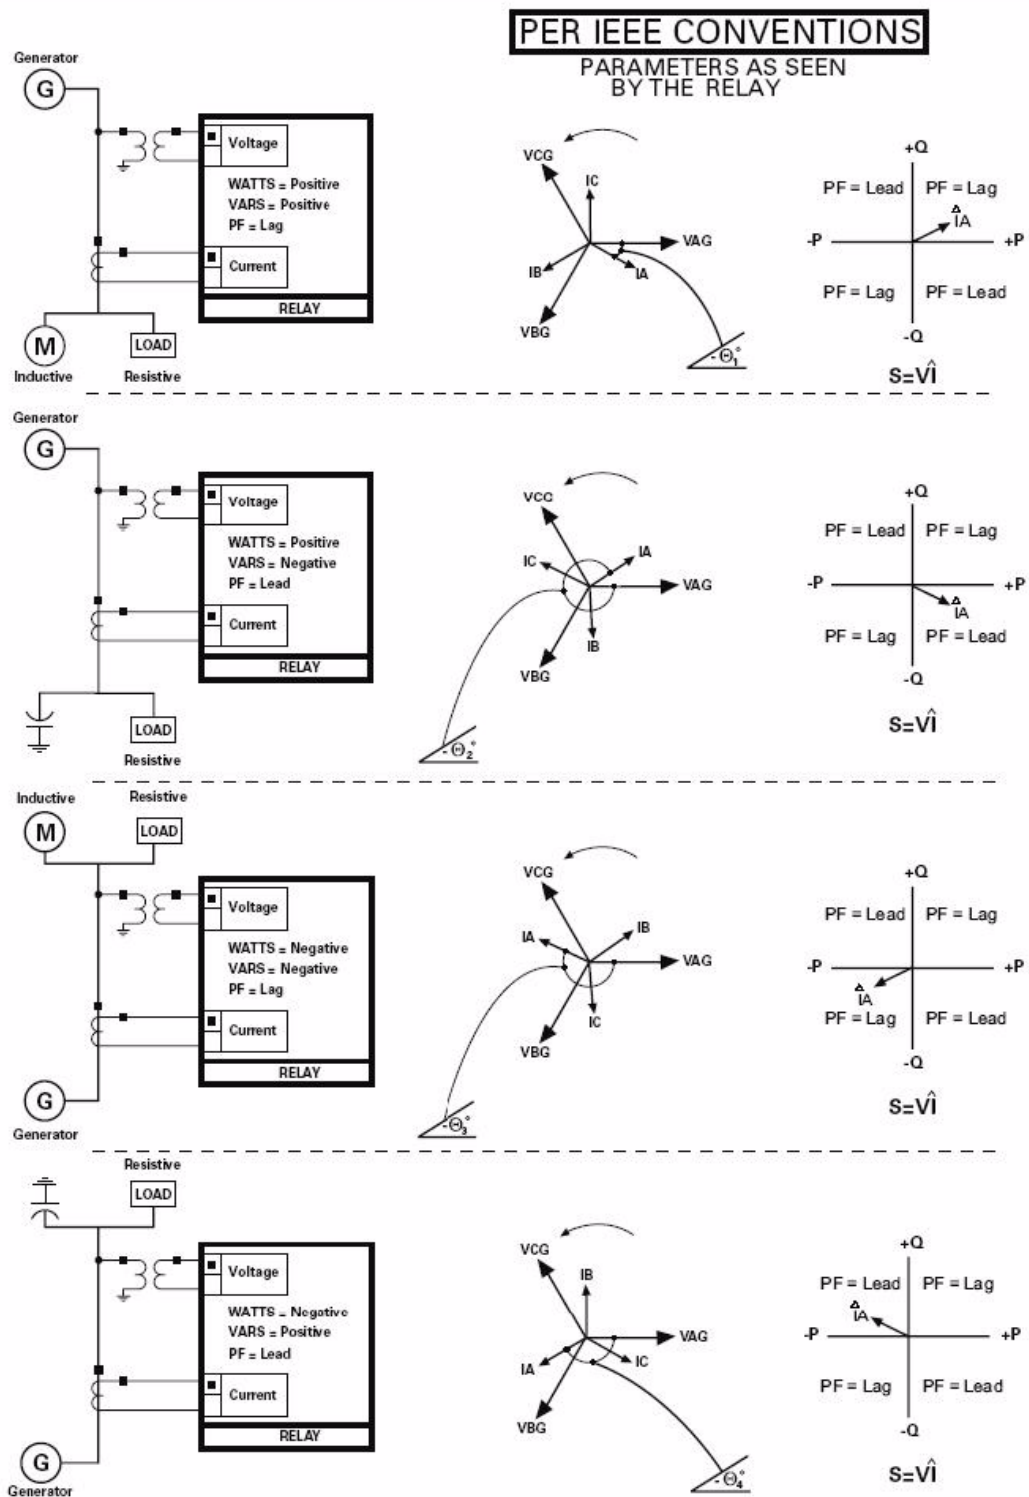 PER IEEE CONVENTIONS
PARAMETERS AS SEEN
BY THE RELAY
Generator
G
Voltage
WATTS = Positive
VARS = Positive
PF = Lag
Current
RELAY
M
LOAD
Inductive
Resistive
VCG
IC
VAG
IB
IA
VBG
-Θ1°
+Q
PF = Lead
PF = Lag
IA
-P
+P
PF = Lag
PF = Lead
-Q
S=VÎ
Generator
G
Voltage
WATTS = Positive
VARS = Negative
PF = Lead
Current
RELAY
LOAD
Resistive
VCG
IC
IA
VAG
IB
VBG
-Θ2°
+Q
PF = Lead
PF = Lag
-P
+P
IA
PF = Lag
PF = Lead
-Q
S=VÎ
Inductive
Resistive
M
LOAD
Voltage
WATTS = Negative
VARS = Negative
PF = Lag
Current
RELAY
G
Generator
VCG
IA
IB
VAG
IC
VBG
-Θ3°
+Q
PF = Lead
PF = Lag
-P
+P
IA
PF = Lag
PF = Lead
-Q
S=VÎ
Resistive
LOAD
Voltage
WATTS = Negative
VARS = Positive
PF = Lead
Current
RELAY
G
Generator
VCG
IB
VAG
IA
IC
VBG
-Θ4°
+Q
PF = Lead
PF = Lag
IA
-P
+P
PF = Lag
PF = Lead
-Q
S=VÎ